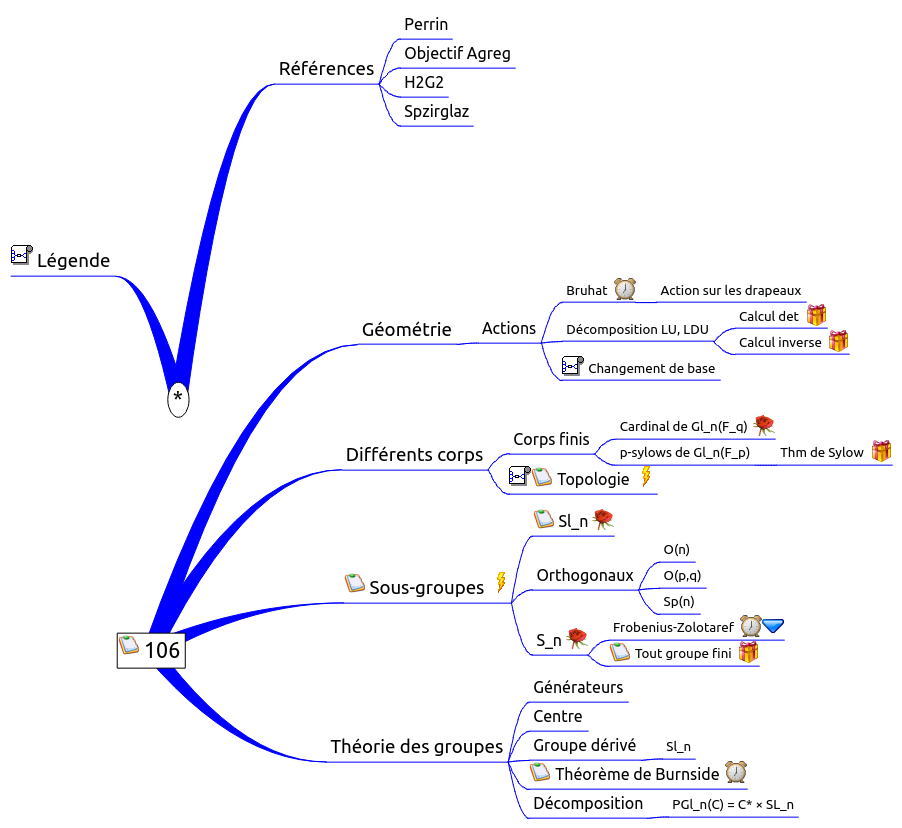 Références
Perrin
Objectif Agreg
H2G2
Spzirglaz
Légende
*
106
Géométrie
Actions
Bruhat
Action sur les drapeaux
Décomposition LU, LDU
Calcul det
Calcul inverse
Changement de base
Différents corps
Corps finis
Cardinal de Gl_n(F_q)
p-sylows de Gl_n(F_p)
Thm de Sylow
Topologie
Sous-groupes
Sl_n
Orthogonaux
O(n)
O(p,q)
Sp(n)
S_n
Frobenius-Zolotaref
Tout groupe fini
Théorie des groupes
Générateurs
Centre
Groupe dérivé
Sl_n
Théorème de Burnside
Décomposition
PGl_n(C) = C* × SL_n